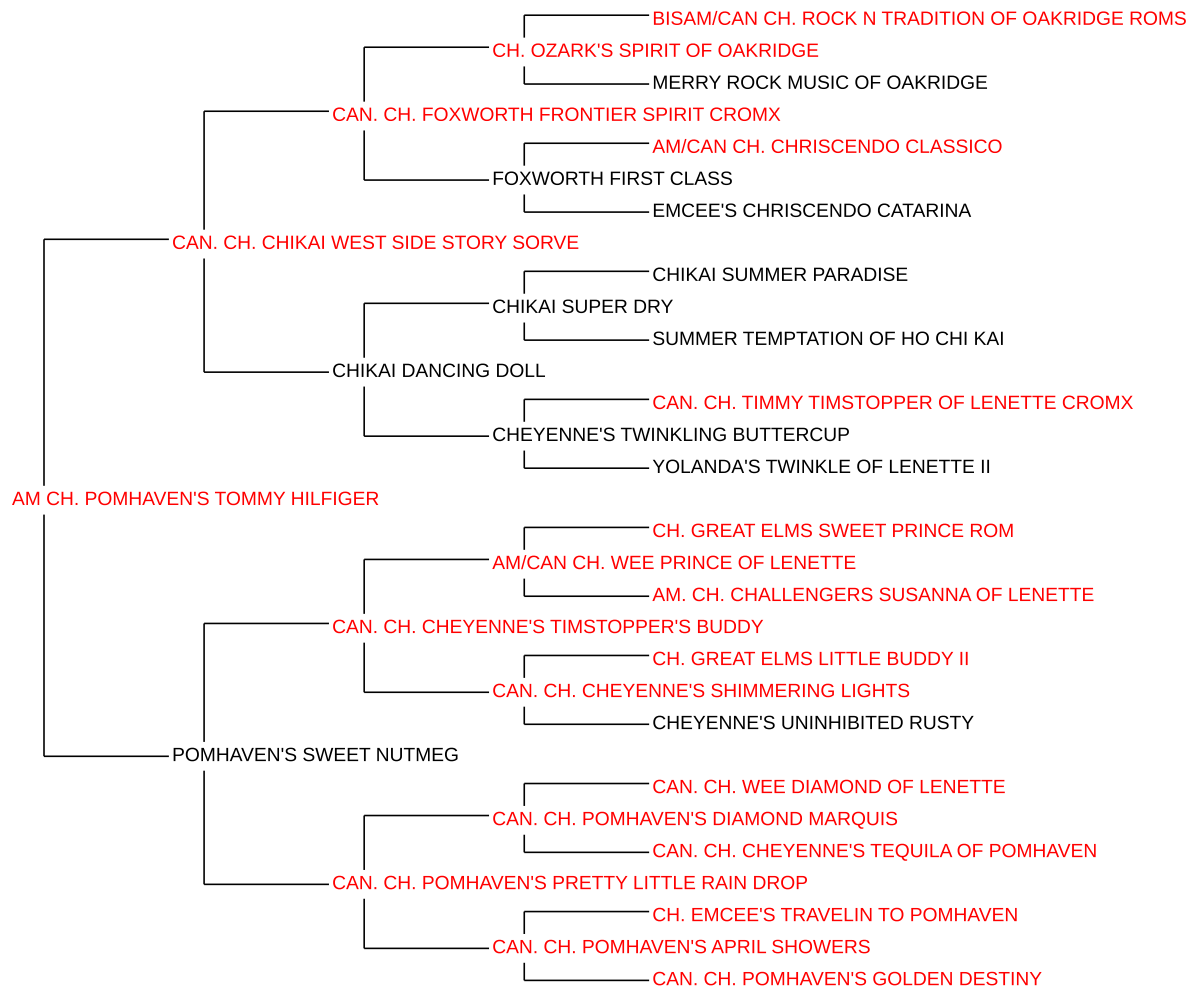 BISAM/CAN CH. ROCK N TRADITION OF OAKRIDGE ROMS
CH. OZARK'S SPIRIT OF OAKRIDGE
MERRY ROCK MUSIC OF OAKRIDGE
CAN. CH. FOXWORTH FRONTIER SPIRIT CROMX
AM/CAN CH. CHRISCENDO CLASSICO
FOXWORTH FIRST CLASS
EMCEE'S CHRISCENDO CATARINA
CAN. CH. CHIKAI WEST SIDE STORY SORVE
CHIKAI SUMMER PARADISE
CHIKAI SUPER DRY
SUMMER TEMPTATION OF HO CHI KAI
CHIKAI DANCING DOLL
CAN. CH. TIMMY TIMSTOPPER OF LENETTE CROMX
CHEYENNE'S TWINKLING BUTTERCUP
YOLANDA'S TWINKLE OF LENETTE II
AM CH. POMHAVEN'S TOMMY HILFIGER
CH. GREAT ELMS SWEET PRINCE ROM
AM/CAN CH. WEE PRINCE OF LENETTE
AM. CH. CHALLENGERS SUSANNA OF LENETTE
CAN. CH. CHEYENNE'S TIMSTOPPER'S BUDDY
CH. GREAT ELMS LITTLE BUDDY II
CAN. CH. CHEYENNE'S SHIMMERING LIGHTS
CHEYENNE'S UNINHIBITED RUSTY
POMHAVEN'S SWEET NUTMEG
CAN. CH. WEE DIAMOND OF LENETTE
CAN. CH. POMHAVEN'S DIAMOND MARQUIS
CAN. CH. CHEYENNE'S TEQUILA OF POMHAVEN
CAN. CH. POMHAVEN'S PRETTY LITTLE RAIN DROP
CH. EMCEE'S TRAVELIN TO POMHAVEN
CAN. CH. POMHAVEN'S APRIL SHOWERS
CAN. CH. POMHAVEN'S GOLDEN DESTINY